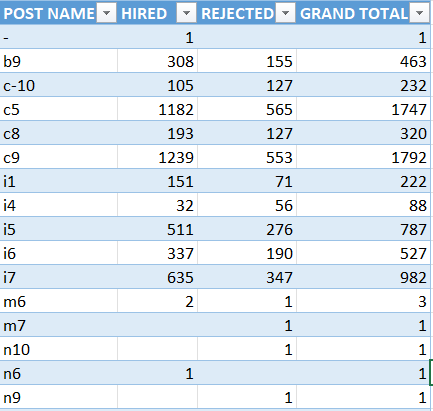 POST NAME HIRED REJECTED GRAND TOTAL
- 1 1
b9 308 155 463
c-10 105 127 232
c5 1182 565 1747
c8 193 127 320
c9 1239 553 1792
i1 151 71 222
i4 32 56 88
i5 511 276 787
i6 337 190 527
i7 635 347 982
m6 2 1 3
m7 1 1
n10 1 1
n6 1 1
n9 1 1